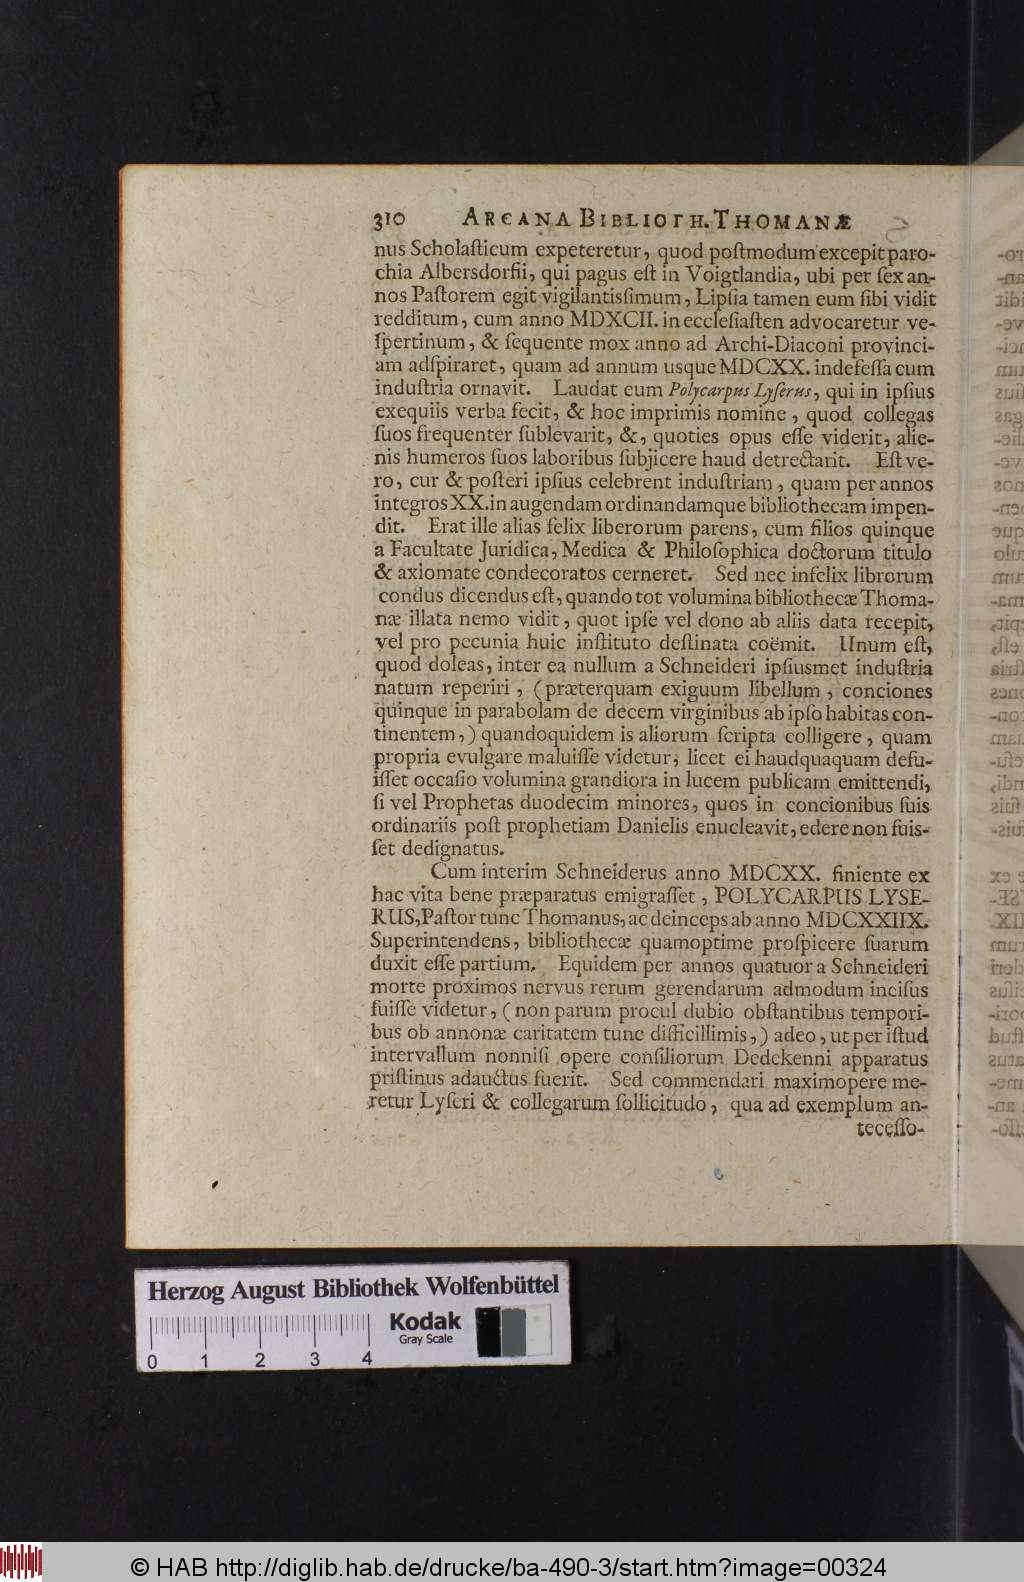 310 ARCANA BIBLIOTH. THOMANÆ
nus Scholaſticum expeteretur, quod poſtmodum excepit paro-
chia Albersdorfii, qui pagus eſt in Voigtlandia, ubi per ſex an-
nos Paſtorem egit vigilantisſimum, Lipſia tamen eum ſibi vidit
redditum, cum anno MDXCII. in eccleſiaſten advocaretur ve-
ſpertinum, & ſequente mox anno ad Archi-Diaconi provinci-
am adſpiraret, quam ad annum usque MDCXX. indefeſſa cum
induſtria ornavit. Laudat eum Polycarpus Lyſerus, qui in ipſius
exequiis verba fecit, & hoc imprimis nomine, quod collegas
ſuos frequenter ſublevarit, &, quoties opus eſſe viderit, alie-
nis humeros ſuos laboribus ſubjicere haud detrectarit. Eſt ve-
ro, cur & poſteri ipſius celebrent induſtriam, quam per annos
integros XX. in augendam ordinandamque bibliothecam impen-
dit. Erat ille alias felix liberorum parens, cum filios quinque
a Facultate Juridica, Medica & Philoſophica doctorum titulo
& axiomate condecoratos cerneret. Sed nec infelix librorum
condus dicendus eſt, quando tot volumina bibliothecæ Thoma-
næ illata nemo vidit, quot ipſe vel dono ab aliis data recepit,
vel pro pecunia huic inſtituto deſtinata coëmit. Unum eſt,
quod doleas, inter ea nullum a Schneideri ipſiusmet induſtria
natum reperiri, (præterquam exiguum libellum, conciones
quinque in parabolam de decem virginibus ab ipſo habitas con-
tinentem,) quandoquidem is aliorum ſcripta colligere, quam
propria evulgare maluiſſe videtur, licet ei haudquaquam defu-
iſſet occaſio volumina grandiora in lucem publicam emittendi,
ſi vel Prophetas duodecim minores, quos in concionibus ſuis
ordinariis poſt prophetiam Danielis enucleavit, edere non fuis-
ſet dedignatus.
Cum interim Schneiderus anno MDCXX. finiente ex
hac vita bene præparatus emigraſſet, POLYCARPUS LYSE-
RUS, Paſtor tunc Thomanus, ac deinceps ab anno MDCXXIIX.
Superintendens, bibliothecæ quamoptime proſpicere ſuarum
duxit eſſe partium. Equidem per annos quatuor a Schneideri
morte proximos nervus rerum gerendarum admodum inciſus
fuiſſe videtur, (non parum procul dubio obſtantibus tempori-
bus ob annonæ caritatem tunc difficillimis,) adeo, ut per iſtud
intervallum nonniſi opere conſiliorum Dedekenni apparatus
priſtinus adauctus fuerit. Sed commendari maximopere me-
retur Lyſeri & collegarum ſollicitudo, qua ad exemplum an-
teceſſo-
Herzog August Bibliothek Wolfenbüttel
Kodak
Gray Scale
0 1 2 3 4
© HAB http://diglib.hab.de/drucke/ba-490-3/start.htm?image=00324